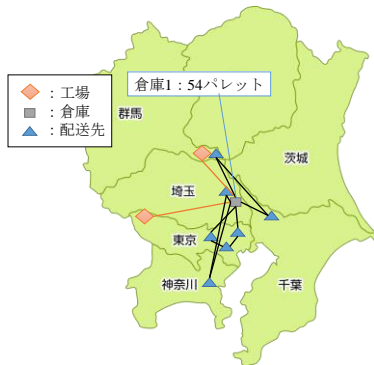 倉庫1：54パレット
：工場
：倉庫
：配送先
群馬
茨城
埼玉
東京
神奈川
千葉